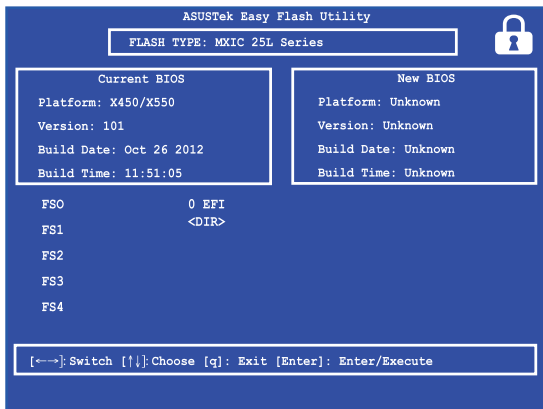 ASUSTek Easy Flash Utility
FLASH TYPE: MXIC 25L Series
Current BIOS
Platform: X450/X550
Version: 101
Build Date: Oct 26 2012
Build Time: 11:51:05
New BIOS
Platform: Unknown
Version: Unknown
Build Date: Unknown
Build Time: Unknown
FSO
FS1
FS2
FS3
FS4
0 EFI
<DIR>
[←→]: Switch [↑↓]: Choose [q]: Exit [Enter]: Enter/Execute